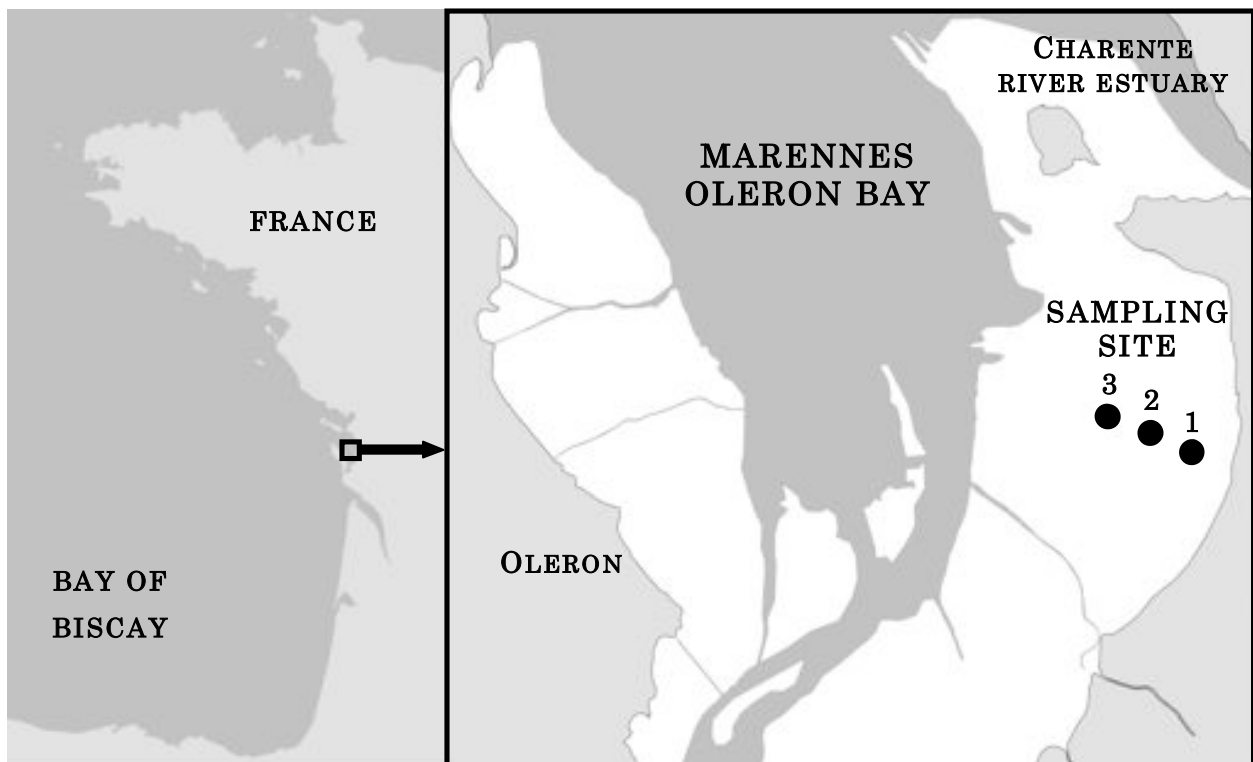 FRANCE
BAY OF
BISCAY
CHARENTE
RIVER ESTUARY
MARENNES
OLERON BAY
SAMPLING
SITE
3
2
1
OLERON